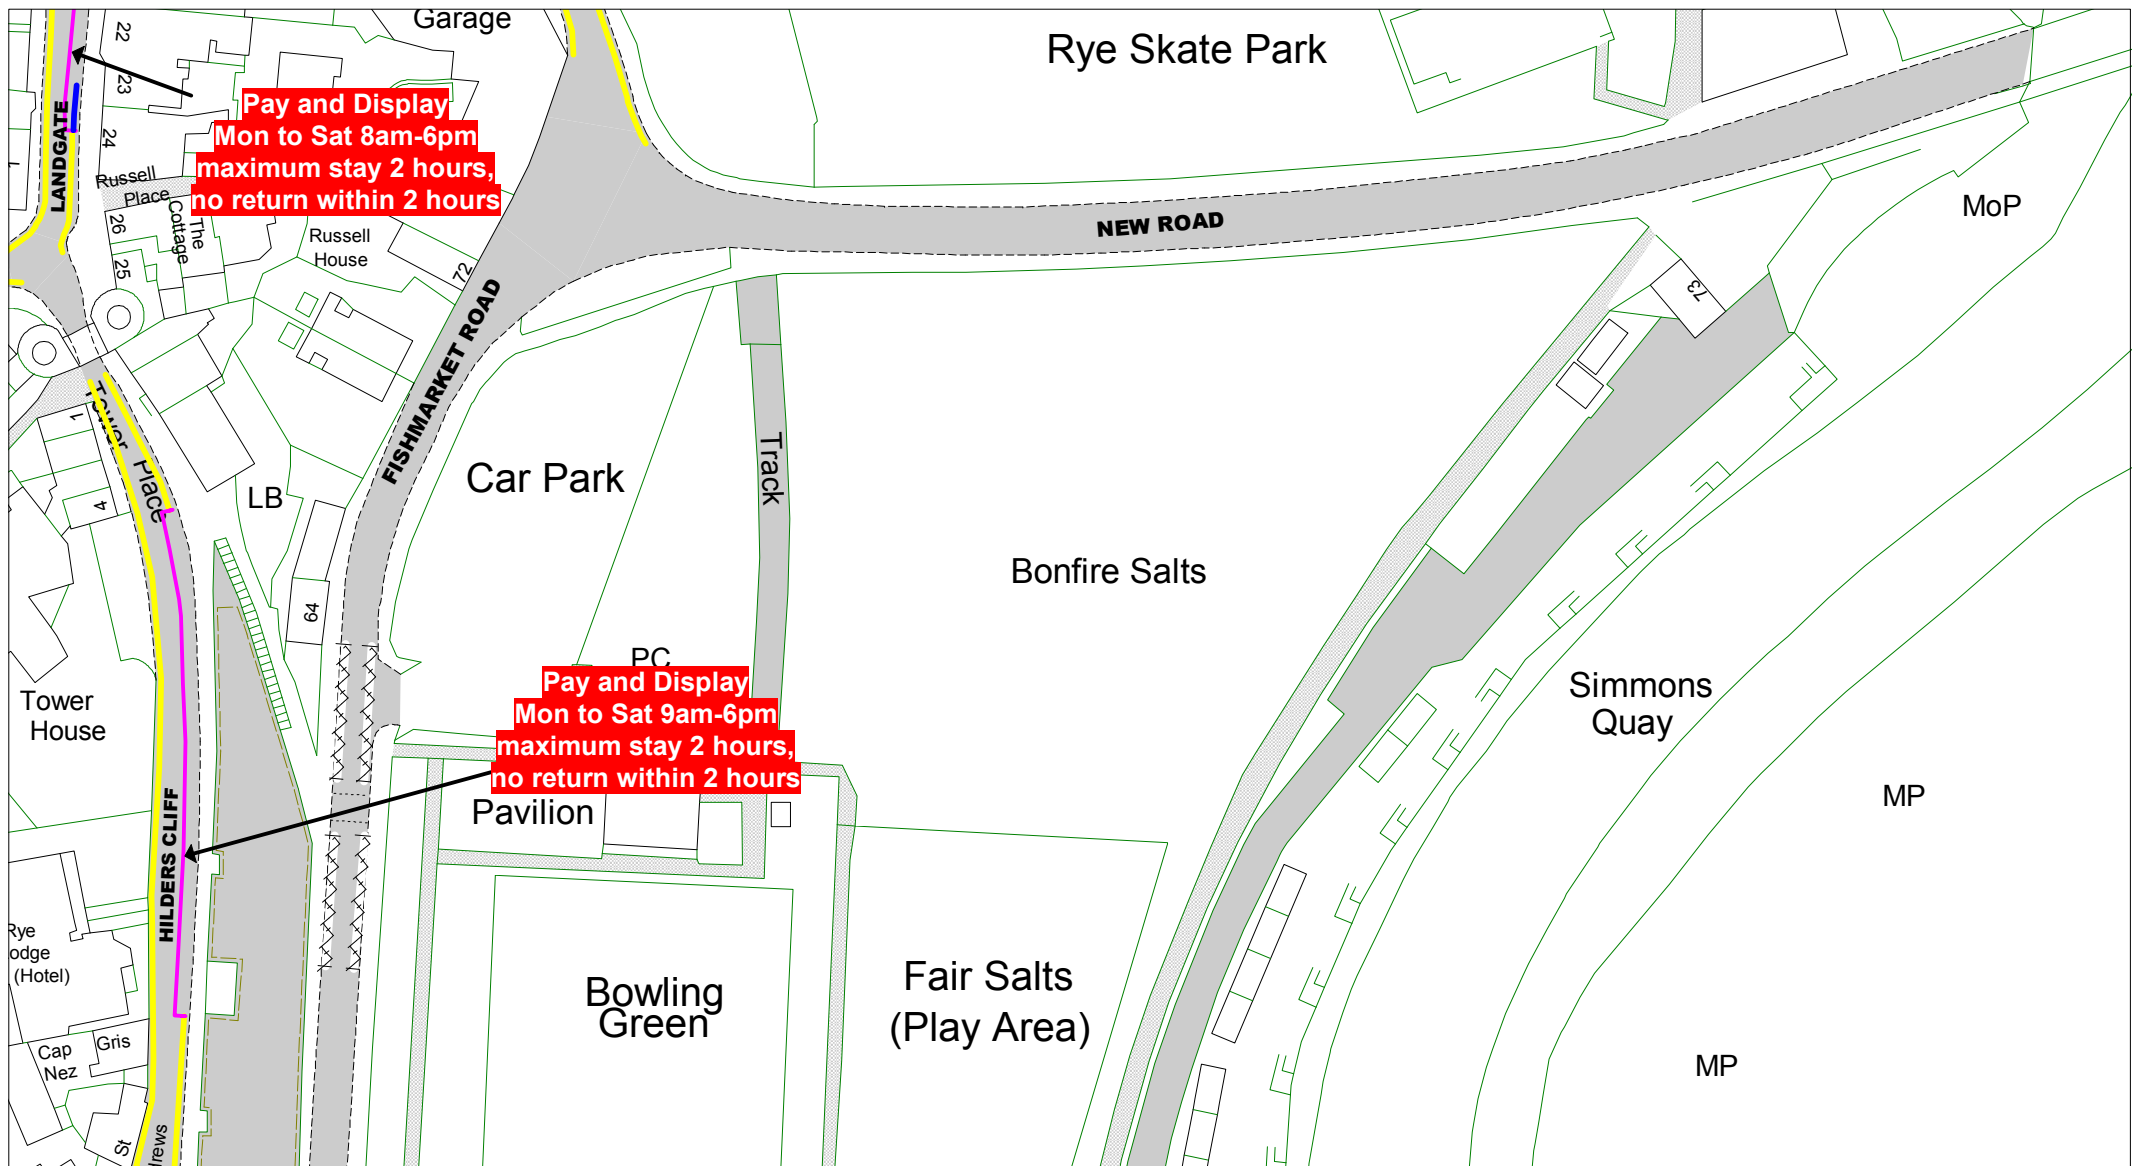 Garage
Rye Skate Park
22
23
24
LANDGATE
Pay and Display
Mon to Sat 8am-6pm
maximum stay 2 hours,
no return within 2 hours
Russell
Place
26
25
The
Cottage
Russell
House
72
FISHMARKET ROAD
NEW ROAD
MoP
73
Tower Place
1
4
LB
Car Park
Track
Bonfire Salts
64
PC
Tower
House
Pay and Display
Mon to Sat 9am-6pm
maximum stay 2 hours,
no return within 2 hours
Simmons
Quay
Pavilion
MP
HILDERS CLIFF
Rye
odge
(Hotel)
Bowling
Green
Fair Salts
(Play Area)
Cap
Nez
Gris
MP
St
rews